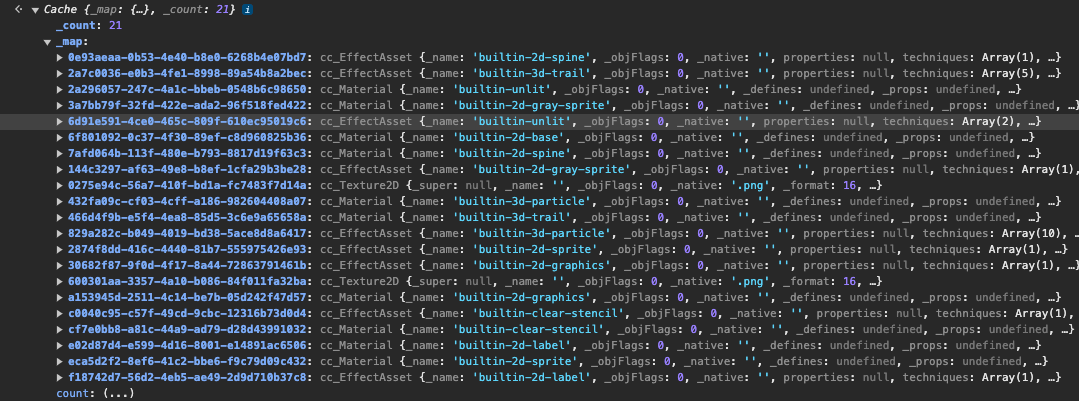 Cache {_map: {…}, _count: 21} i
_count: 21
_map:
0e93aeaa-0b53-4e40-b8e0-6268b4e07bd7: cc_EffectAsset {_name: 'builtin-2d-spine', _objFlags: 0, _native: '', properties: null, techniques: Array(1), …}
2a7c0036-e0b3-4fe1-8998-89a54b8a2bec: cc_EffectAsset {_name: 'builtin-3d-trail', _objFlags: 0, _native: '', properties: null, techniques: Array(5), …}
2a296057-247c-4a1c-bbeb-0548b6c98650: cc_Material {_name: 'builtin-unlit', _objFlags: 0, _native: '', _defines: undefined, _props: undefined, …}
3a7bb79f-32fd-422e-ada2-96f518fed422: cc_Material {_name: 'builtin-2d-gray-sprite', _objFlags: 0, _native: '', _defines: undefined, _props: undefined, …}
6d91e591-4ce0-465c-809f-610ec95019c6: cc_EffectAsset {_name: 'builtin-unlit', _objFlags: 0, _native: '', properties: null, techniques: Array(2), …}
6f801092-0c37-4f30-89ef-c8d960825b36: cc_Material {_name: 'builtin-2d-base', _objFlags: 0, _native: '', _defines: undefined, _props: undefined, …}
7afd064b-113f-480e-b793-8817d19f63c3: cc_Material {_name: 'builtin-2d-spine', _objFlags: 0, _native: '', _defines: undefined, _props: undefined, …}
144c3297-af63-49e8-b8ef-1cfa29b3be28: cc_EffectAsset {_name: 'builtin-2d-gray-sprite', _objFlags: 0, _native: '', properties: null, techniques: Array(1),
0275e94c-56a7-410f-bd1a-fc7483f7d14a: cc_Texture2D {_super: null, _name: '', _objFlags: 0, _native: '.png', _format: 16, …}
432fa09c-cf03-4cff-a186-982604408a07: cc_Material {_name: 'builtin-3d-particle', _objFlags: 0, _native: '', _defines: undefined, _props: undefined, …}
466d4f9b-e5f4-4ea8-85d5-3c6e9a65658a: cc_Material {_name: 'builtin-3d-trail', _objFlags: 0, _native: '', _defines: undefined, _props: undefined, …}
829a282c-b049-4019-bd38-5ace8d8a6417: cc_EffectAsset {_name: 'builtin-3d-particle', _objFlags: 0, _native: '', properties: null, techniques: Array(10), …
2874f8dd-416c-4440-81b7-555975426e93: cc_EffectAsset {_name: 'builtin-2d-sprite', _objFlags: 0, _native: '', properties: null, techniques: Array(1), …}
30682f87-9f0d-4f17-8a44-72863791461b: cc_EffectAsset {_name: 'builtin-2d-graphics', _objFlags: 0, _native: '', properties: null, techniques: Array(1), …
600301aa-3357-4a10-b086-84f011fa32ba: cc_Texture2D {_super: null, _name: '', _objFlags: 0, _native: '.png', _format: 16, …}
a153945d-2511-4c14-be7b-05d242f47d57: cc_Material {_name: 'builtin-2d-graphics', _objFlags: 0, _native: '', _defines: undefined, _props: undefined, …}
c0040c95-c57f-49cd-9cbc-12316b73d0d4: cc_EffectAsset {_name: 'builtin-clear-stencil', _objFlags: 0, _native: '', properties: null, techniques: Array(1),
cf7e0bb8-a81c-44a9-ad79-d28d43991032: cc_Material {_name: 'builtin-clear-stencil', _objFlags: 0, _native: '', _defines: undefined, _props: undefined, …}
e02d87d4-e599-4d16-8001-e14891ac6506: cc_Material {_name: 'builtin-2d-label', _objFlags: 0, _native: '', _defines: undefined, _props: undefined, …}
eca5d2f2-8ef6-41c2-bbe6-f9c79d09c432: cc_Material {_name: 'builtin-2d-sprite', _objFlags: 0, _native: '', _defines: undefined, _props: undefined, …}
f18742d7-56d2-4eb5-ae49-2d9d710b37c8: cc_EffectAsset {_name: 'builtin-2d-label', _objFlags: 0, _native: '', properties: null, techniques: Array(1), …}
count: (...)